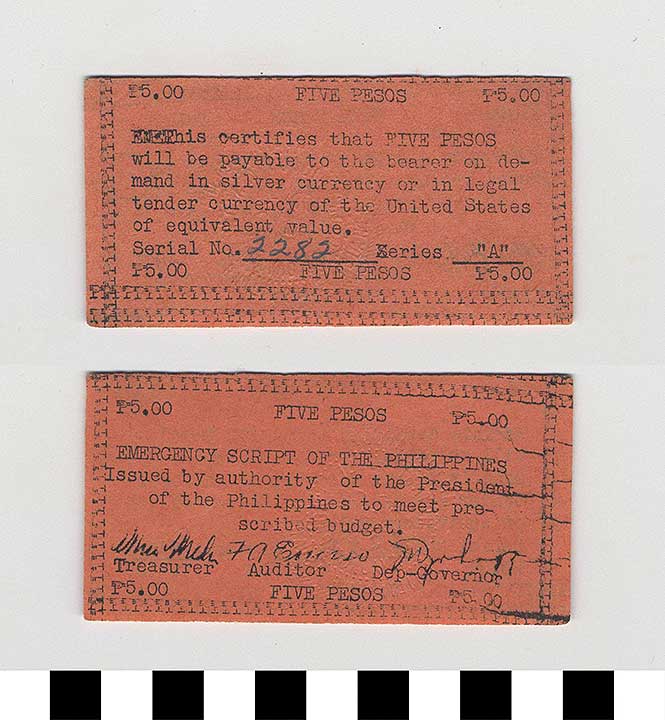 ₱5.00 FIVE PESOS ₱5.00
This certifies that FIVE PESOS
will be payable to the bearer on de-
mand in silver currency or in legal
tender currency of the United States
of equivalent value.
Serial No. 2282 Series "A"
₱5.00 FIVE PESOS ₱5.00
₱5.00 FIVE PESOS ₱5.00
EMERGENCY SCRIPT OF THE PHILIPPINES
Issued by authority of the President
of the Philippines to meet pre-
scribed budget.
Treasurer Auditor Dep-Governor
₱5.00 FIVE PESOS ₱5.00